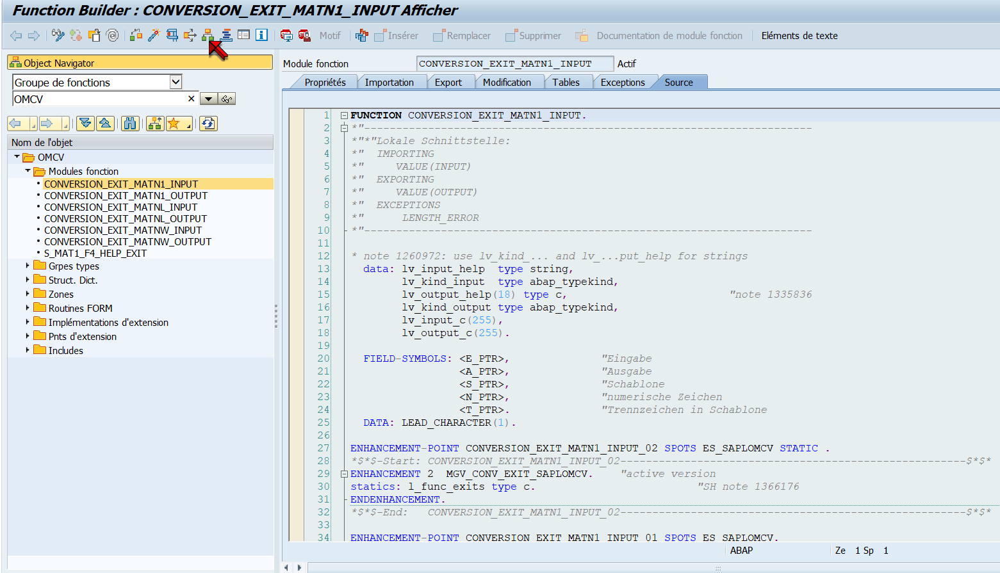 Function Builder : CONVERSION_EXIT_MATN1_INPUT Afficher
Motif Insérer Remplacer Supprimer Documentation de module fonction Eléments de texte
Object Navigator
Groupe de fonctions
OMCV
Nom de l'objet
OMCV
Modules fonction
CONVERSION_EXIT_MATN1_INPUT
CONVERSION_EXIT_MATN1_OUTPUT
CONVERSION_EXIT_MATNL_INPUT
CONVERSION_EXIT_MATNL_OUTPUT
CONVERSION_EXIT_MATNW_INPUT
CONVERSION_EXIT_MATNW_OUTPUT
S_MAT1_F4_HELP_EXIT
Grpes types
Struct. Dict.
Zones
Routines FORM
Implémentations d'extension
Pnts d'extension
Includes
Module fonction CONVERSION_EXIT_MATN1_INPUT Actif
Propriétés Importation Export Modification Tables Exceptions Source
1 FUNCTION CONVERSION_EXIT_MATN1_INPUT.
2 *"----------------------------------------------------------------------
3 *"*"Lokale Schnittstelle:
4 *"  IMPORTING
5 *"     VALUE(INPUT)
6 *"  EXPORTING
7 *"     VALUE(OUTPUT)
8 *"  EXCEPTIONS
9 *"      LENGTH_ERROR
10 *"----------------------------------------------------------------------
11
12 * note 1260972: use lv_kind_... and lv_...put_help for strings
13   data: lv_input_help  type string,
14         lv_kind_input  type abap_typekind,
15         lv_output_help(18) type c,                         "note 1335836
16         lv_kind_output type abap_typekind,
17         lv_input_c(255),
18         lv_output_c(255).
19
20   FIELD-SYMBOLS: <E_PTR>,              "Eingabe
21                  <A_PTR>,              "Ausgabe
22                  <S_PTR>,              "Schablone
23                  <N_PTR>,              "numerische Zeichen
24                  <T_PTR>.              "Trennzeichen in Schablone
25   DATA: LEAD_CHARACTER(1).
26
27 ENHANCEMENT-POINT CONVERSION_EXIT_MATN1_INPUT_02 SPOTS ES_SAPLOMCV STATIC .
28 *$*$-Start: CONVERSION_EXIT_MATN1_INPUT_02------------------------------------------------------$*$*
29 ENHANCEMENT 2  MGV_CONV_EXIT_SAPLOMCV.    "active version
30 statics: l_func_exits type c.                         "SH note 1366176
31 ENDENHANCEMENT.
32 *$*$-End:   CONVERSION_EXIT_MATN1_INPUT_02------------------------------------------------------$*$*
33
34 ENHANCEMENT-POINT CONVERSION_EXIT_MATN1_INPUT_01 SPOTS ES_SAPLOMCV.
ABAP Ze 1 Sp 1